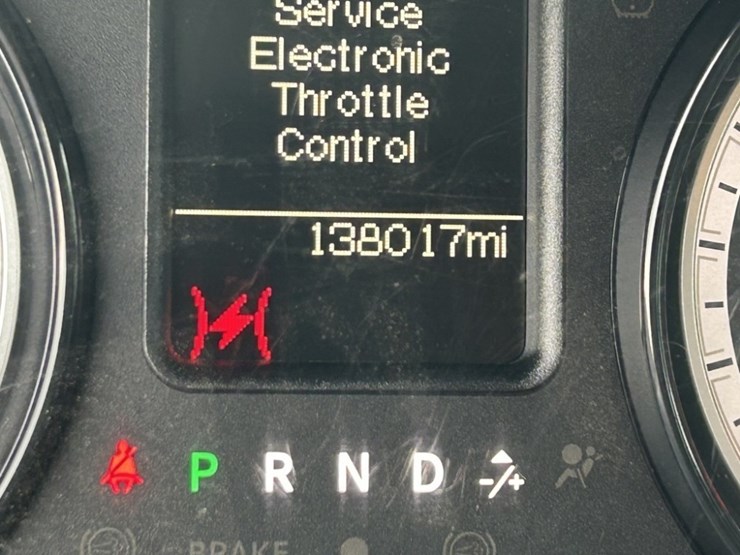 Service
Electronic
Throttle
Control
138017mi
P R N D -/+
BRAKE